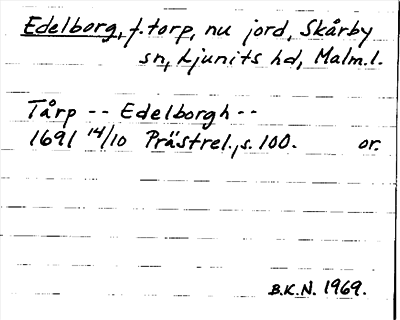 Edelborg, f. torp, nu jord, Skårby
sn, Ljunits hd, Malm. l.
Tårp -- Edelborgh --
1691 14/10 Prästrel., s. 100. or.
B.K.N. 1969.